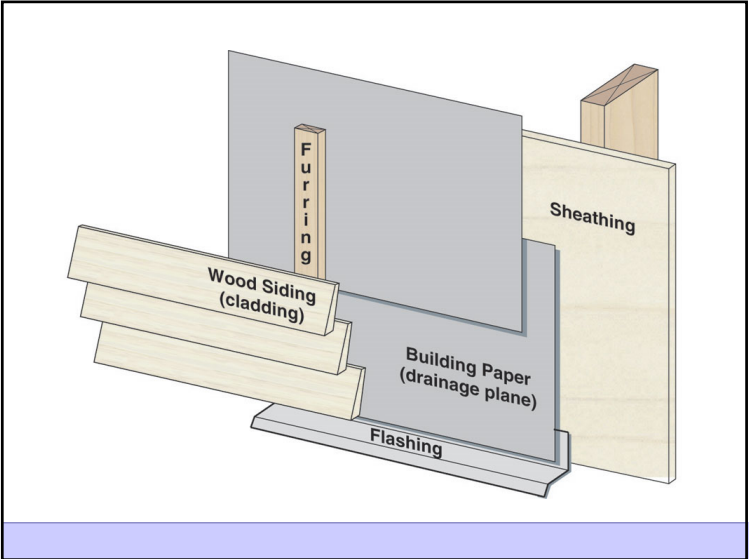 Furring
Sheathing
Wood Siding
(cladding)
Building Paper
(drainage plane)
Flashing